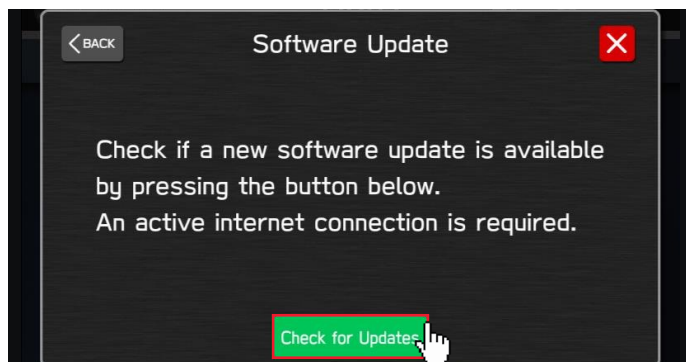 BACK
Software Update
Check if a new software update is available
by pressing the button below.
An active internet connection is required.
Check for Updates